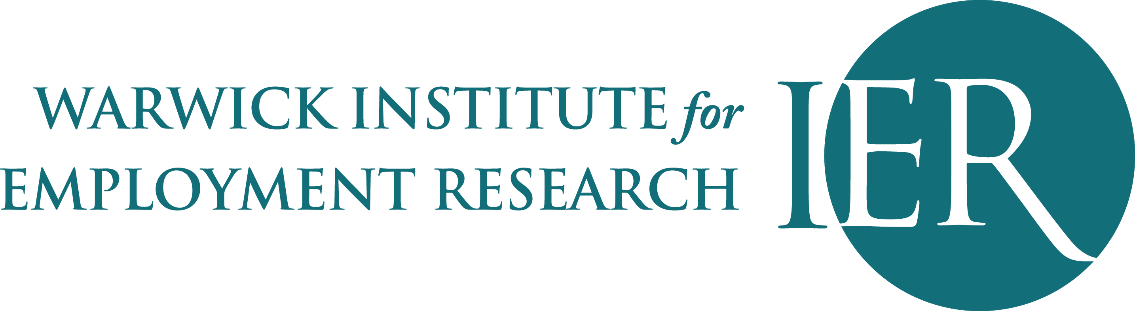 WARWICK INSTITUTE for
EMPLOYMENT RESEARCH
IER